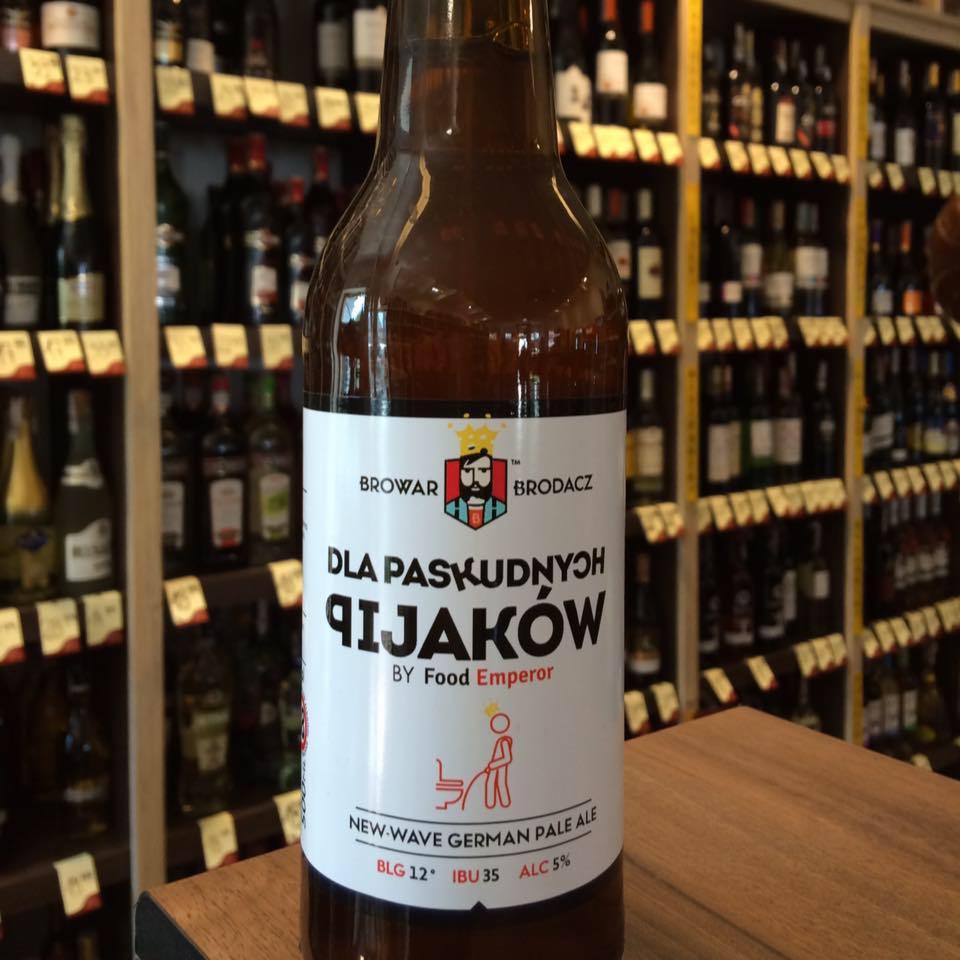 BROWAR BRODACZ
™
B
DLA PASKUDNYCH
PIJAKÓW
BY Food Emperor
NEW-WAVE GERMAN PALE ALE
BLG 12° IBU 35 ALC 5%